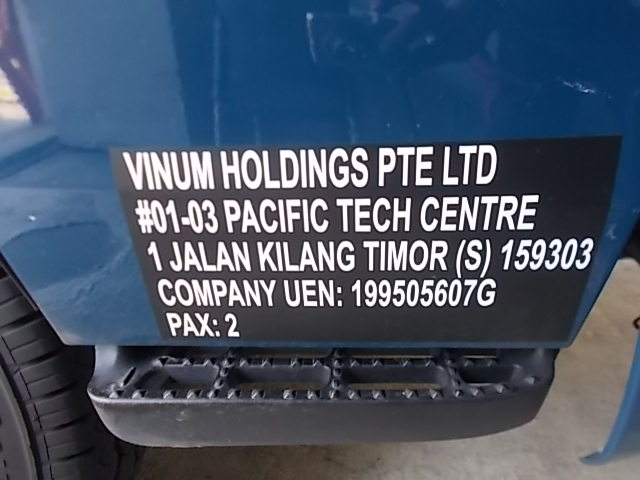 VINUM HOLDINGS PTE LTD
#01-03 PACIFIC TECH CENTRE
1 JALAN KILANG TIMOR (S) 159303
COMPANY UEN: 199505607G
PAX: 2